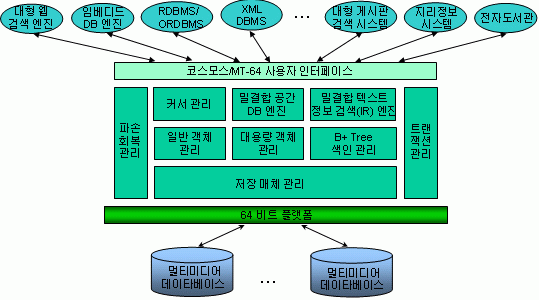 대형 웹
검색 엔진
임베디드
DB 엔진
RDBMS/
ORDBMS
XML
DBMS
...
대형 게시판
검색 시스템
지리정보
시스템
전자도서관
코스모스/MT-64 사용자 인터페이스
파손
회복
관리
커서 관리
밀결합 공간
DB 엔진
밀결합 텍스트
정보 검색(IR) 엔진
트랜
잭션
관리
일반 객체
관리
대용량 객체
관리
B+ Tree
색인 관리
저장 매체 관리
64 비트 플랫폼
멀티미디어
데이타베이스
...
멀티미디어
데이타베이스